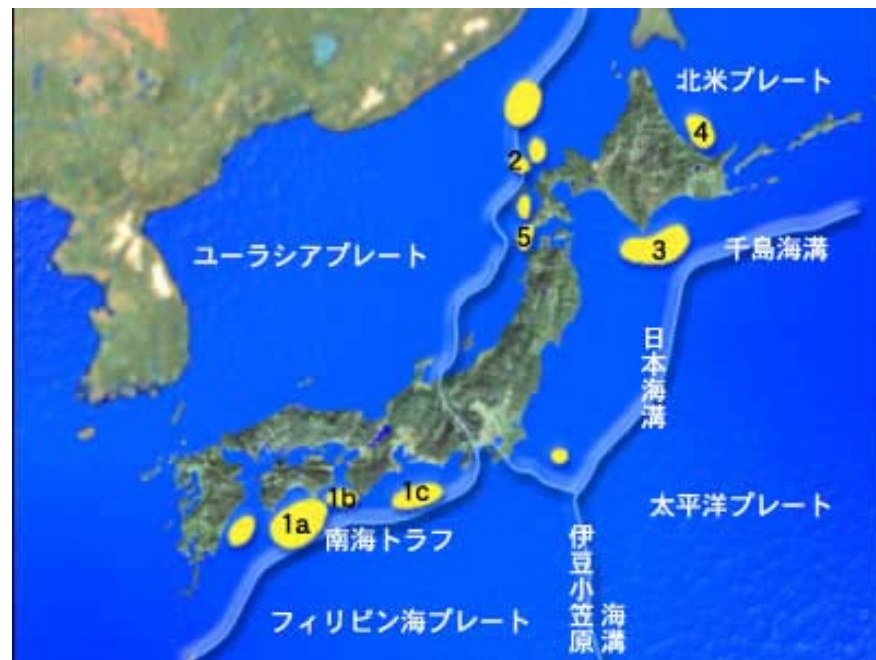 北米プレート
4
2
ユーラシアプレート
5
3
千島海溝
日本海溝
1b
1c
1a
南海トラフ
太平洋プレート
伊豆小笠原
海溝
フィリピン海プレート